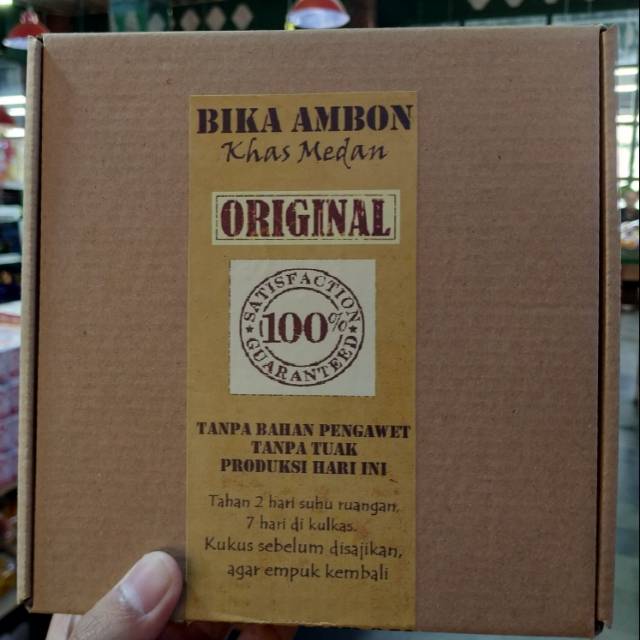 BIKA AMBON
Khas Medan
ORIGINAL
SATISFACTION
100%
GUARANTEED
TANPA BAHAN PENGAWET
TANPA TUAK
PRODUKSI HARI INI
Tahan 2 hari suhu ruangan,
7 hari di kulkas.
Kukus sebelum disajikan,
agar empuk kembali